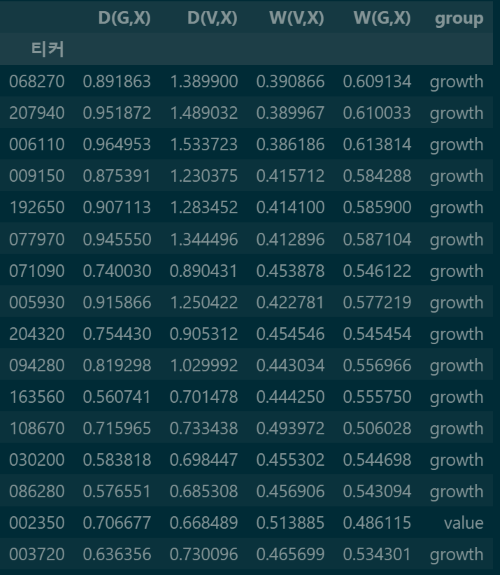 D(G,X) D(V,X) W(V,X) W(G,X) group
티커
068270 0.891863 1.389900 0.390866 0.609134 growth
207940 0.951872 1.489032 0.389967 0.610033 growth
006110 0.964953 1.533723 0.386186 0.613814 growth
009150 0.875391 1.230375 0.415712 0.584288 growth
192650 0.907113 1.283452 0.414100 0.585900 growth
077970 0.945550 1.344496 0.412896 0.587104 growth
071090 0.740030 0.890431 0.453878 0.546122 growth
005930 0.915866 1.250422 0.422781 0.577219 growth
204320 0.754430 0.905312 0.454546 0.545454 growth
094280 0.819298 1.029992 0.443034 0.556966 growth
163560 0.560741 0.701478 0.444250 0.555750 growth
108670 0.715965 0.733438 0.493972 0.506028 growth
030200 0.583818 0.698447 0.455302 0.544698 growth
086280 0.576551 0.685308 0.456906 0.543094 growth
002350 0.706677 0.668489 0.513885 0.486115 value
003720 0.636356 0.730096 0.465699 0.534301 growth